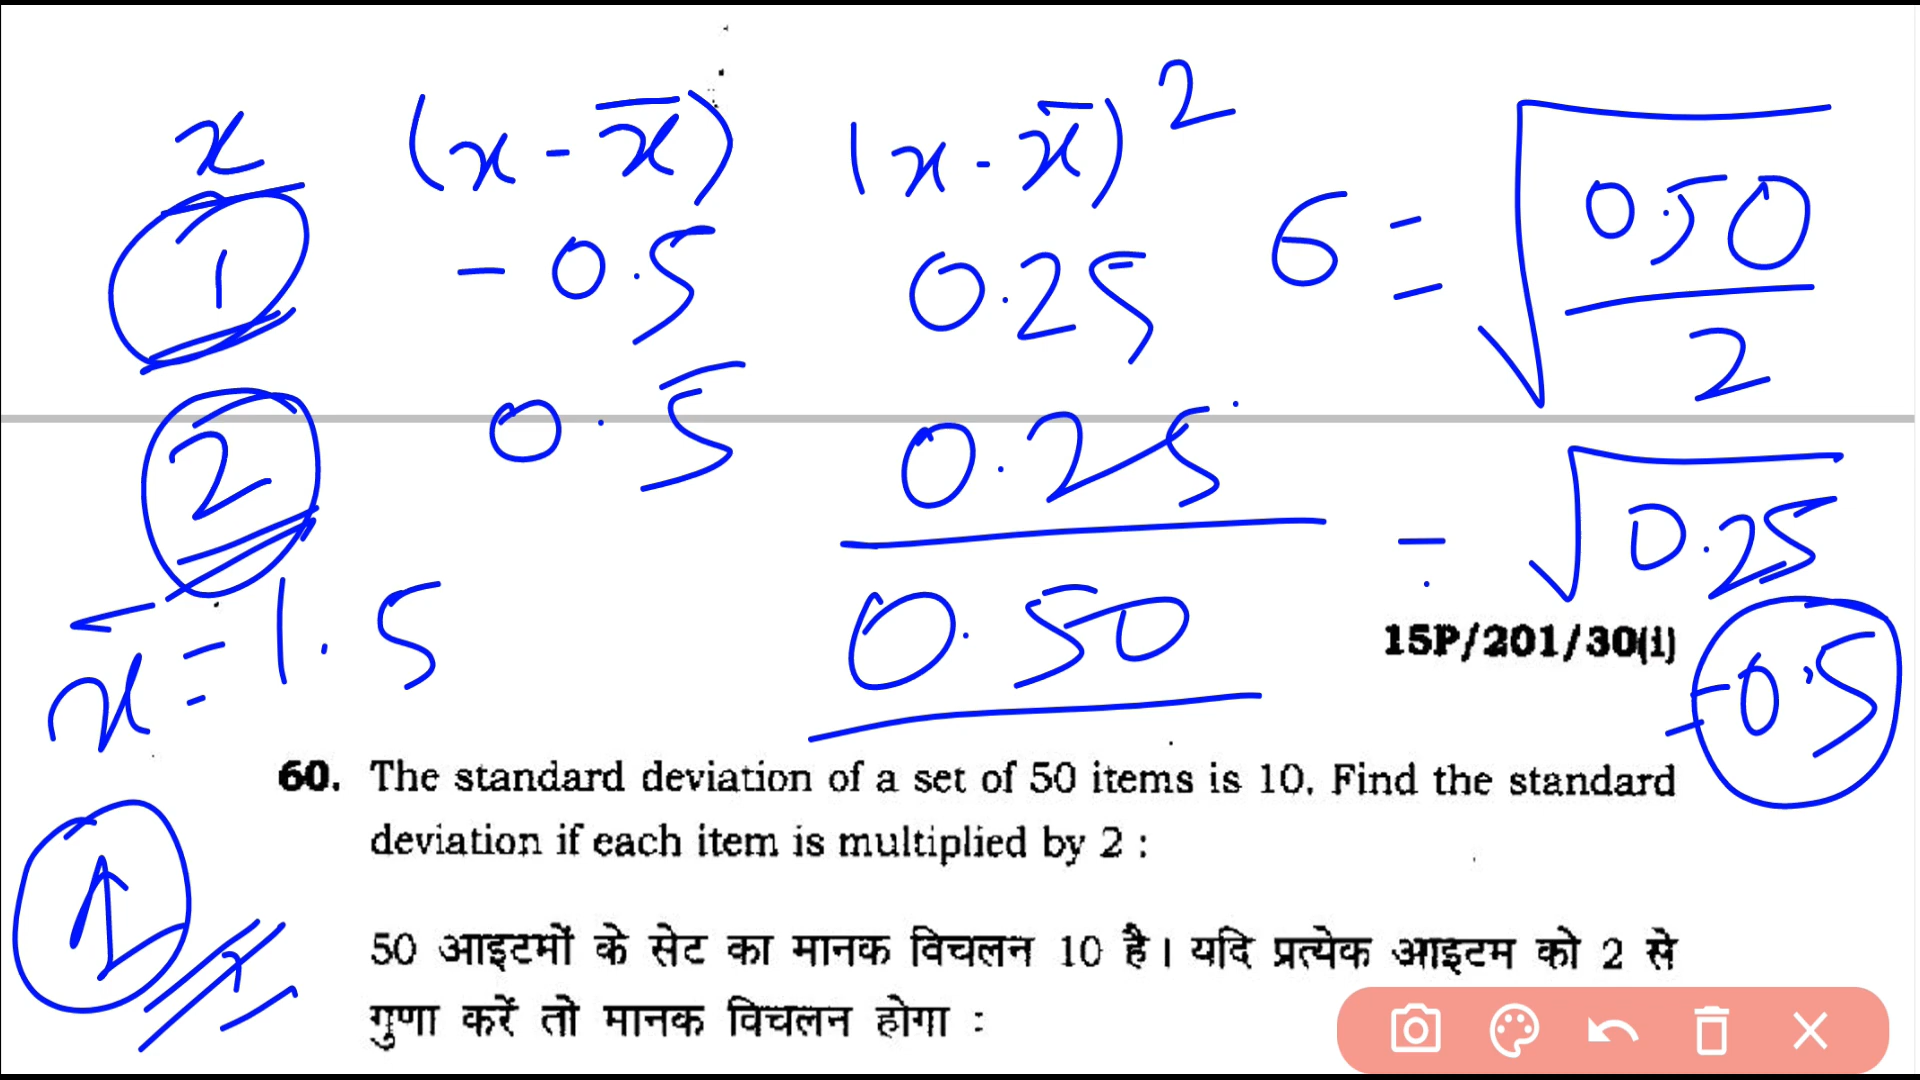 x (x - x̄) (x - x̄)²
1 - 0.5 0.25
6 = √0.50/2
2 0.5 0.25
= √0.25
x̄ = 1.5 0.50
15P/201/30(i)
= 0.5
60. The standard deviation of a set of 50 items is 10. Find the standard
deviation if each item is multiplied by 2 :
50 आइटमों के सेट का मानक विचलन 10 है। यदि प्रत्येक आइटम को 2 से
गुणा करें तो मानक विचलन होगा :